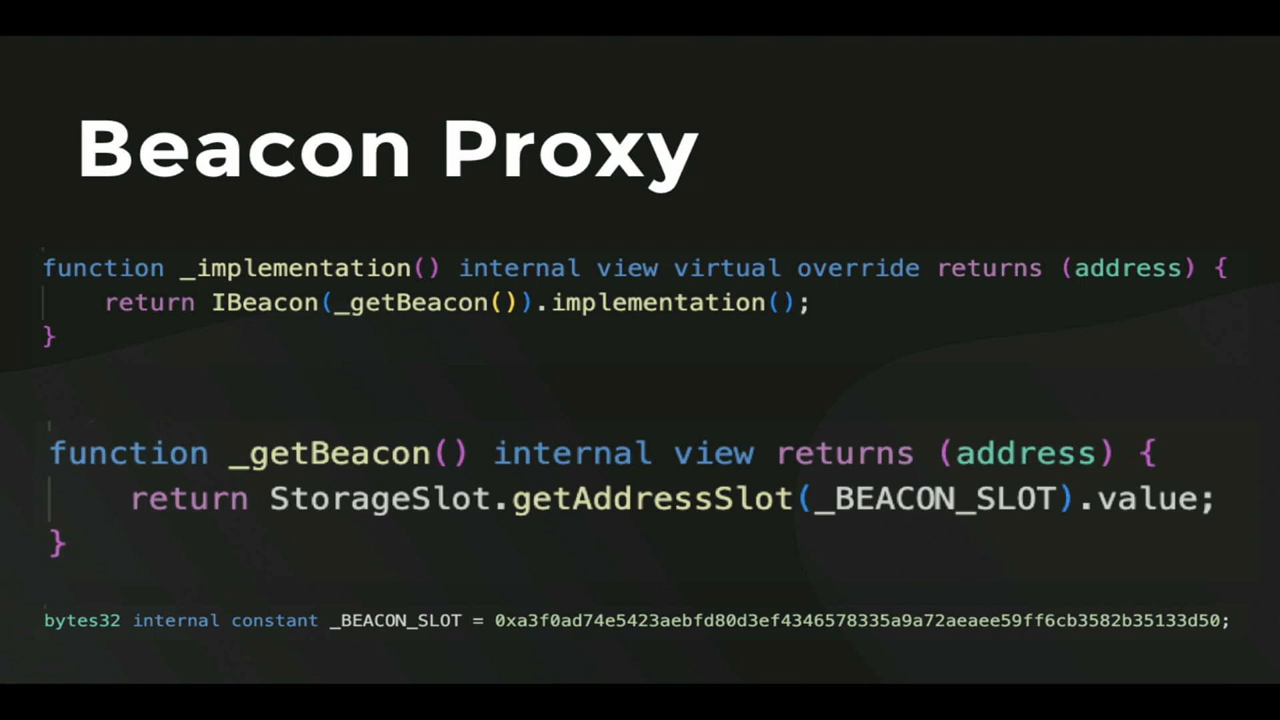 Beacon Proxy
function _implementation() internal view virtual override returns (address) {
return IBeacon(_getBeacon()).implementation();
}
function _getBeacon() internal view returns (address) {
return StorageSlot.getAddressSlot(_BEACON_SLOT).value;
}
bytes32 internal constant _BEACON_SLOT = 0xa3f0ad74e5423aebfd80d3ef4346578335a9a72aeaee59ff6cb3582b35133d50;